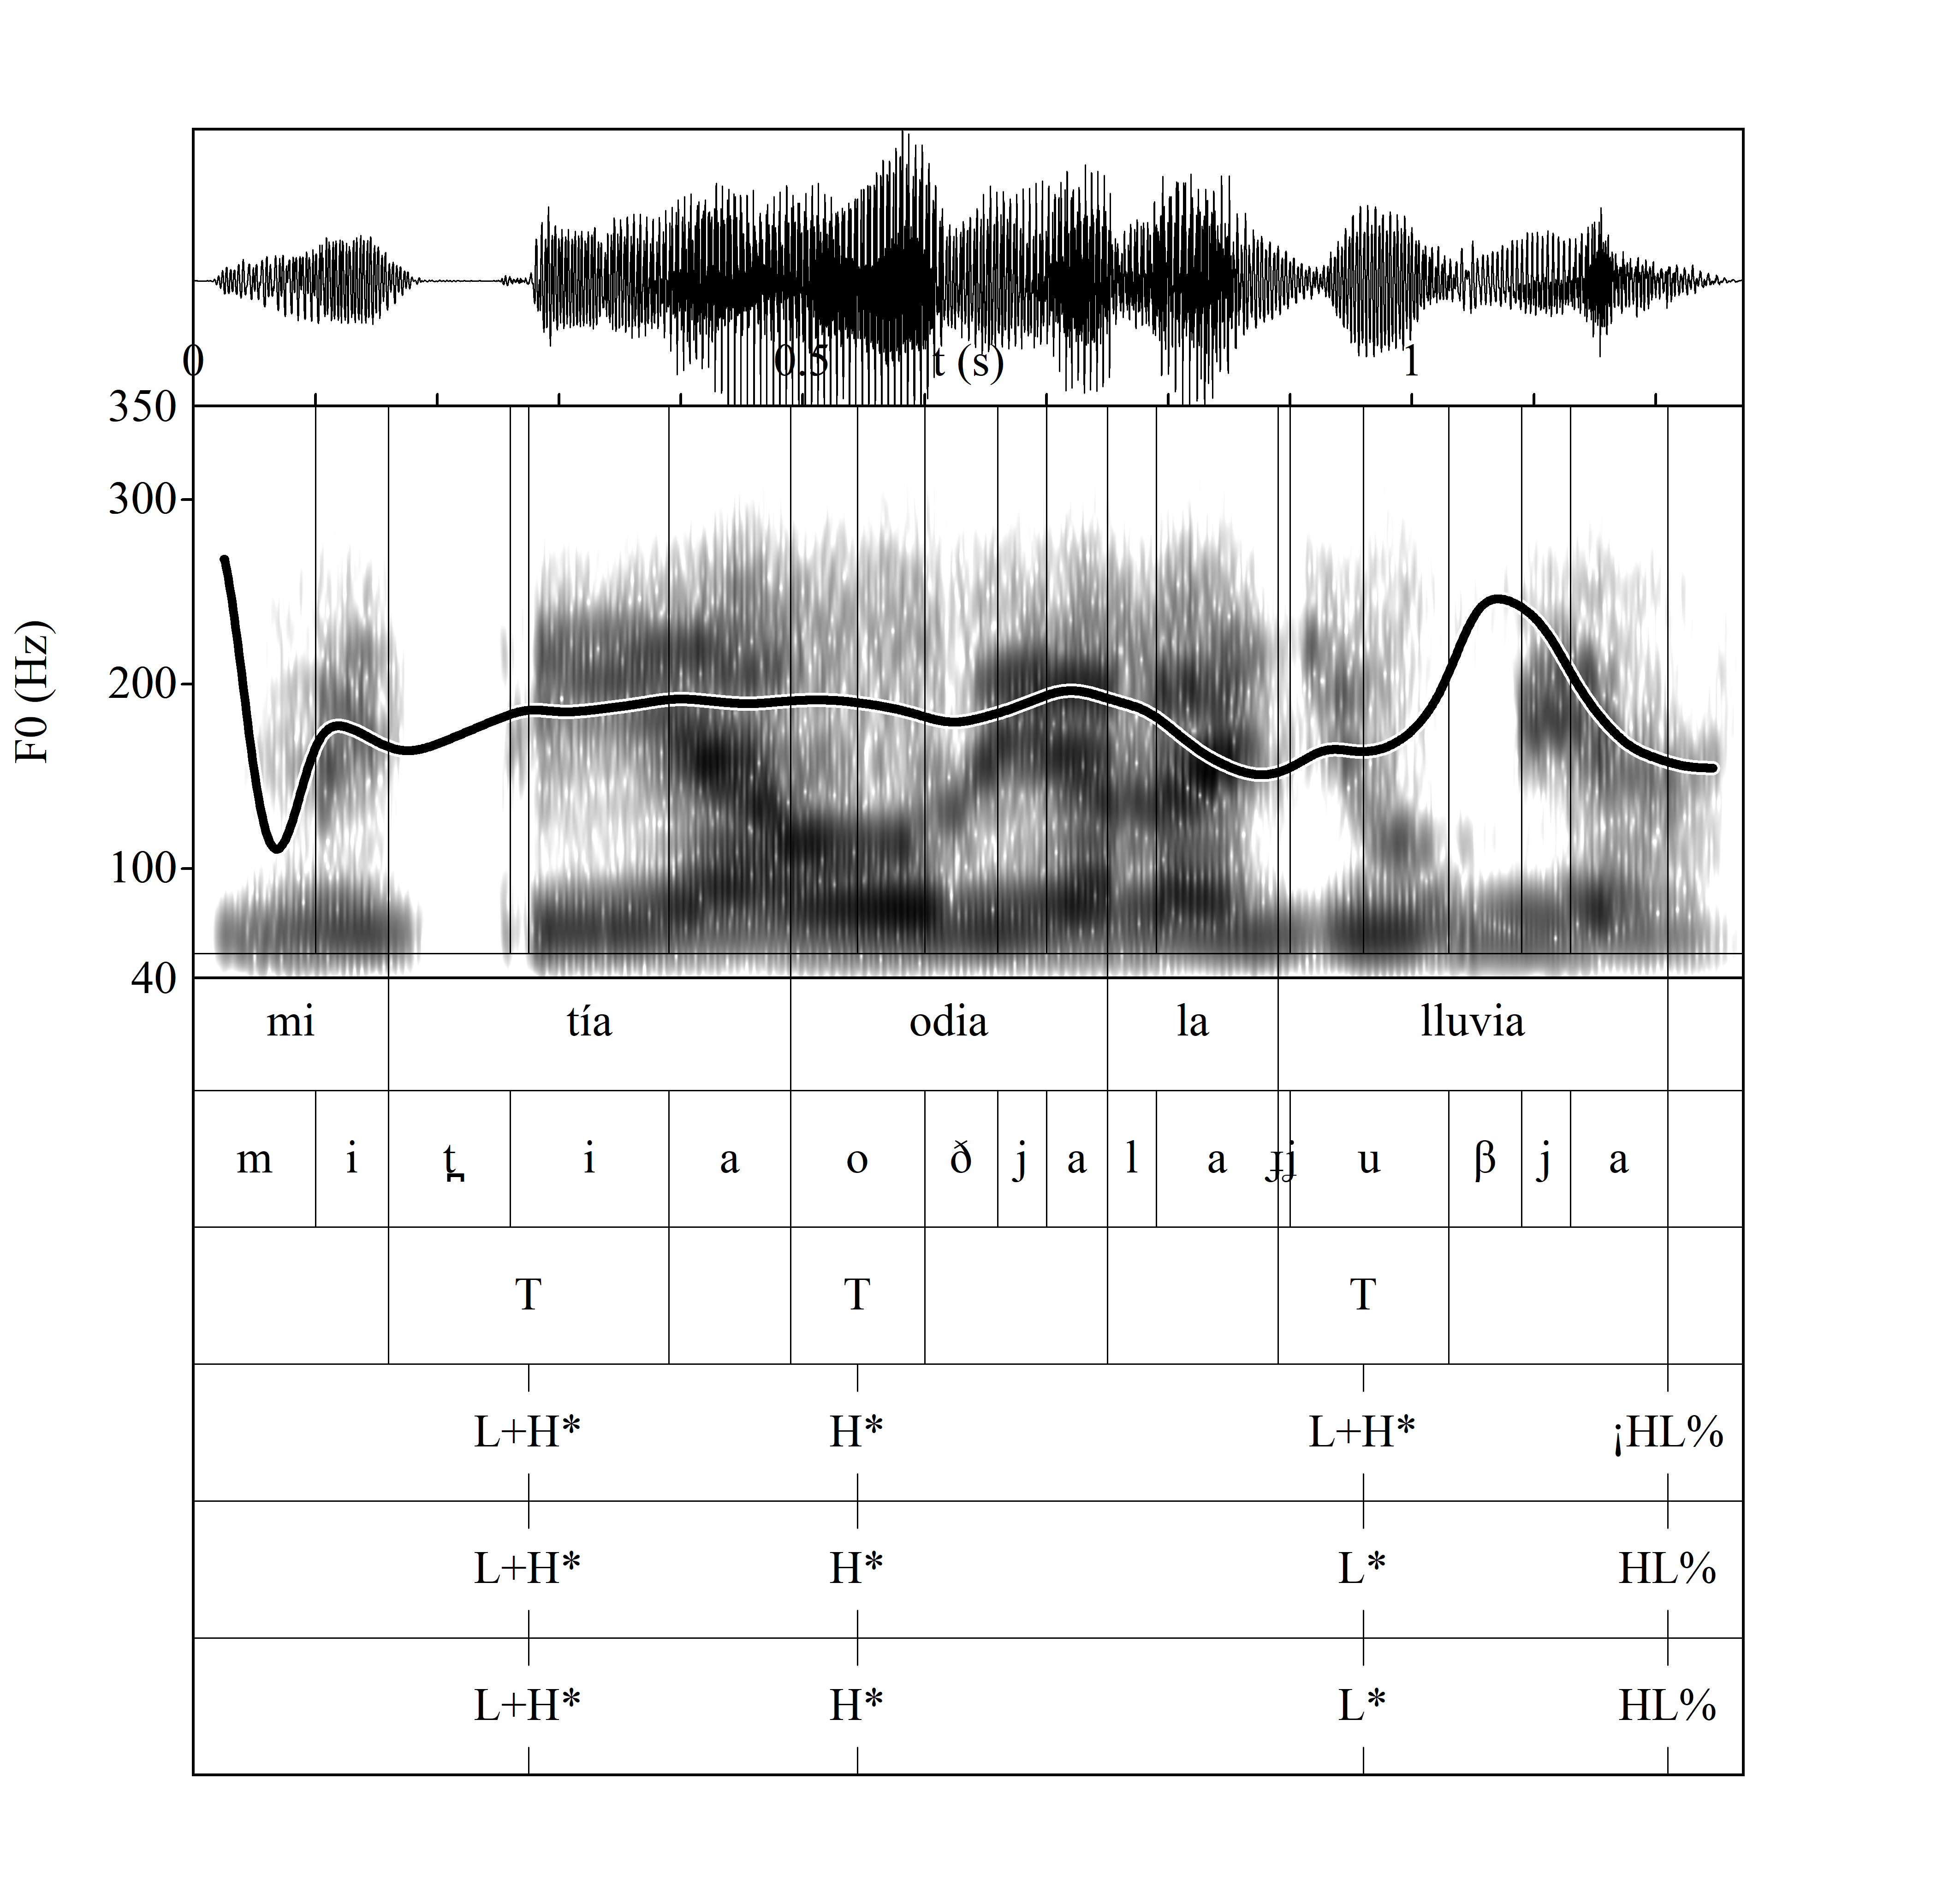 0 0.5 t (s) 1
350
300
200
100
40
F0 (Hz)
mi tía odia la lluvia
m i t̪ i a o ð j a l a ɟʝ u β j a
T T T
L+H* H* L+H* ¡HL%
L+H* H* L* HL%
L+H* H* L* HL%